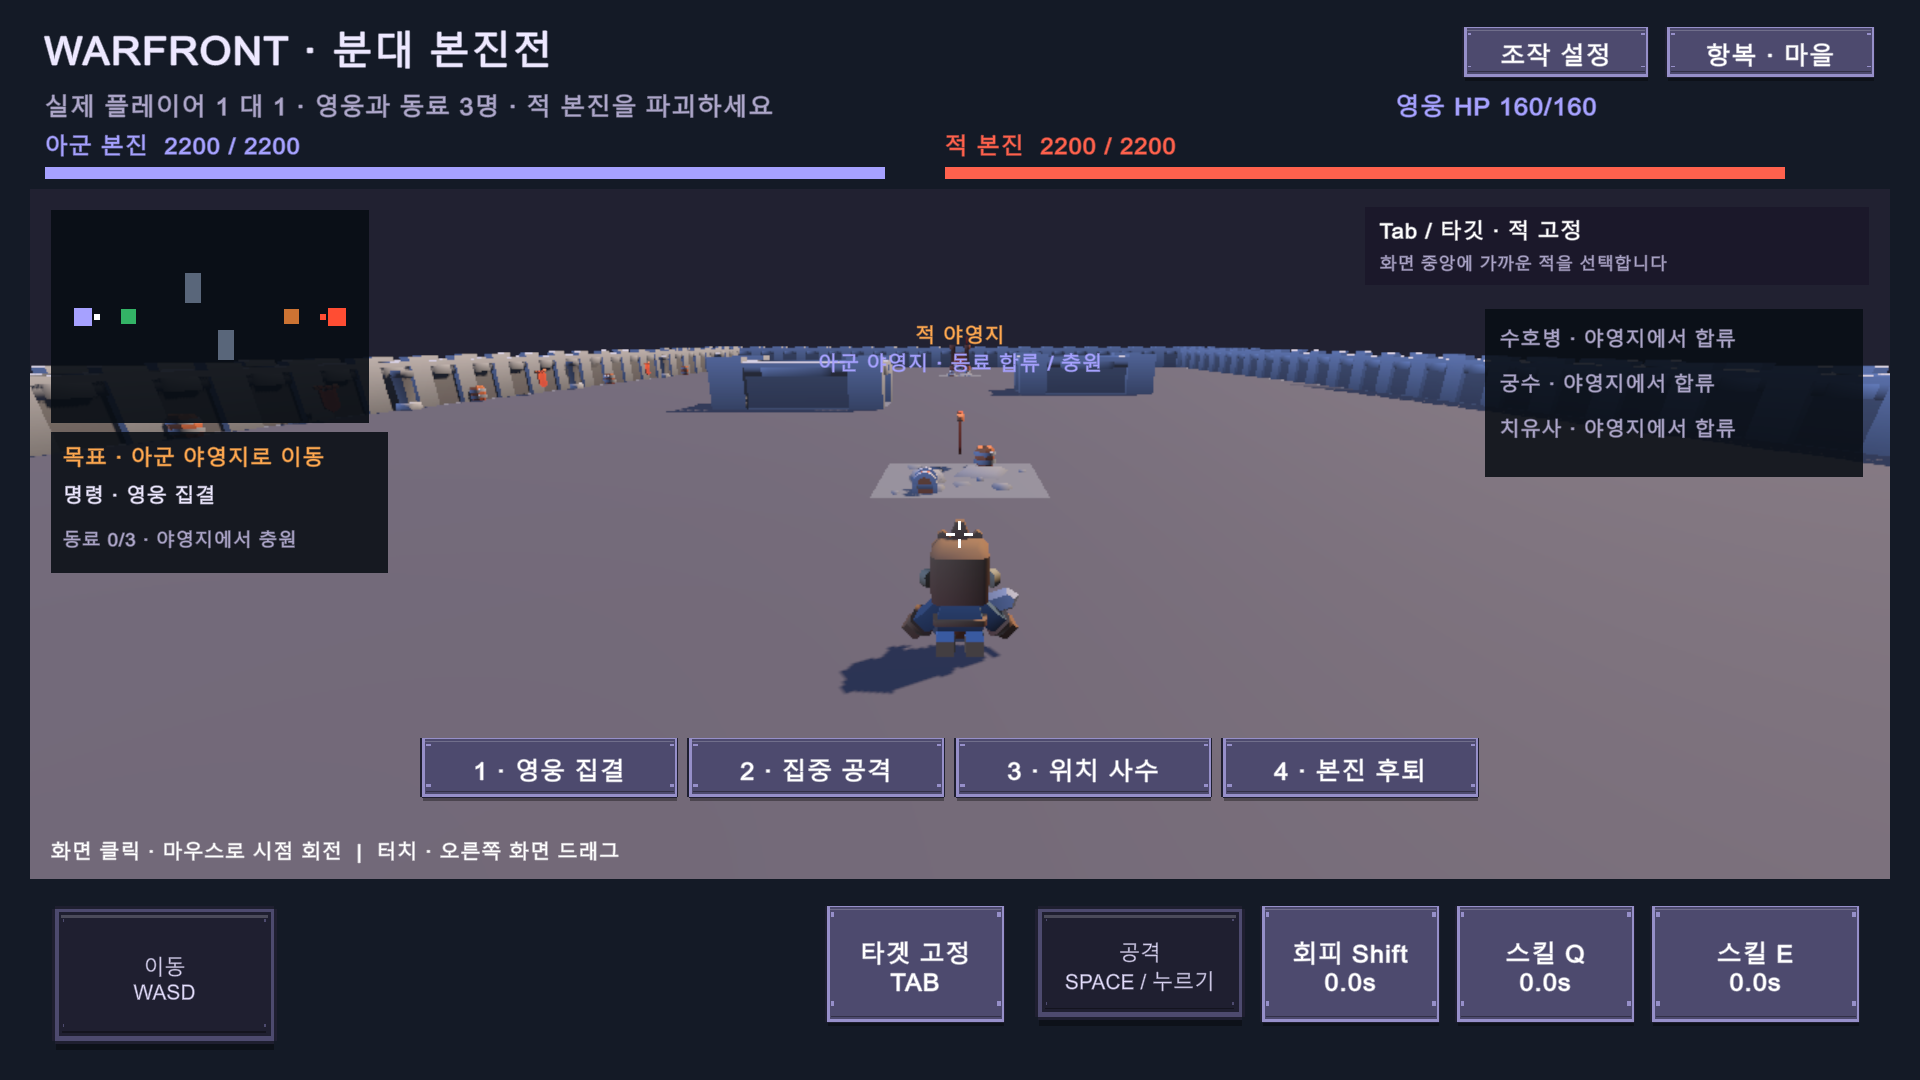 WARFRONT · 분대 본진전
조작 설정
항복 · 마을
실제 플레이어 1 대 1 · 영웅과 동료 3명 · 적 본진을 파괴하세요
영웅 HP 160/160
아군 본진 2200 / 2200
적 본진 2200 / 2200
Tab / 타깃 · 적 고정
화면 중앙에 가까운 적을 선택합니다
적 야영지
아군 야영지 · 동료 합류 / 충원
수호병 · 야영지에서 합류
궁수 · 야영지에서 합류
치유사 · 야영지에서 합류
목표 · 아군 야영지로 이동
명령 · 영웅 집결
동료 0/3 · 야영지에서 충원
1 · 영웅 집결
2 · 집중 공격
3 · 위치 사수
4 · 본진 후퇴
화면 클릭 · 마우스로 시점 회전 | 터치 · 오른쪽 화면 드래그
이동
WASD
타겟 고정
TAB
공격
SPACE / 누르기
회피 Shift
0.0s
스킬 Q
0.0s
스킬 E
0.0s